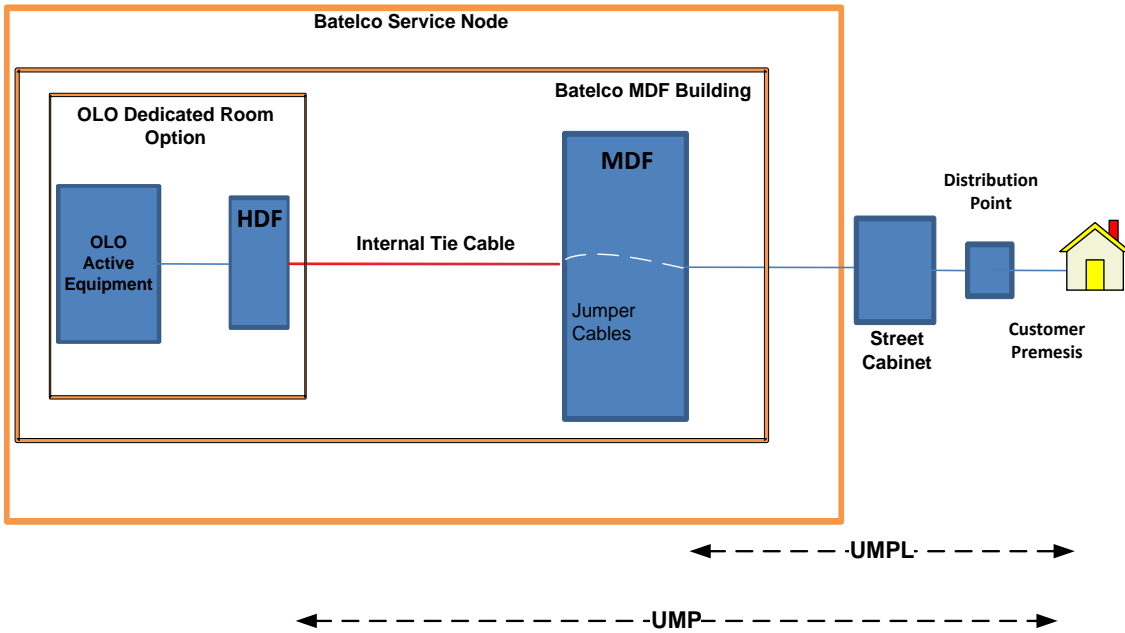 Batelco Service Node
Batelco MDF Building
OLO Dedicated Room
Option
MDF
HDF
OLO
Active
Equipment
Internal Tie Cable
Jumper
Cables
Distribution
Point
Street
Cabinet
Customer
Premesis
UMPL
UMP